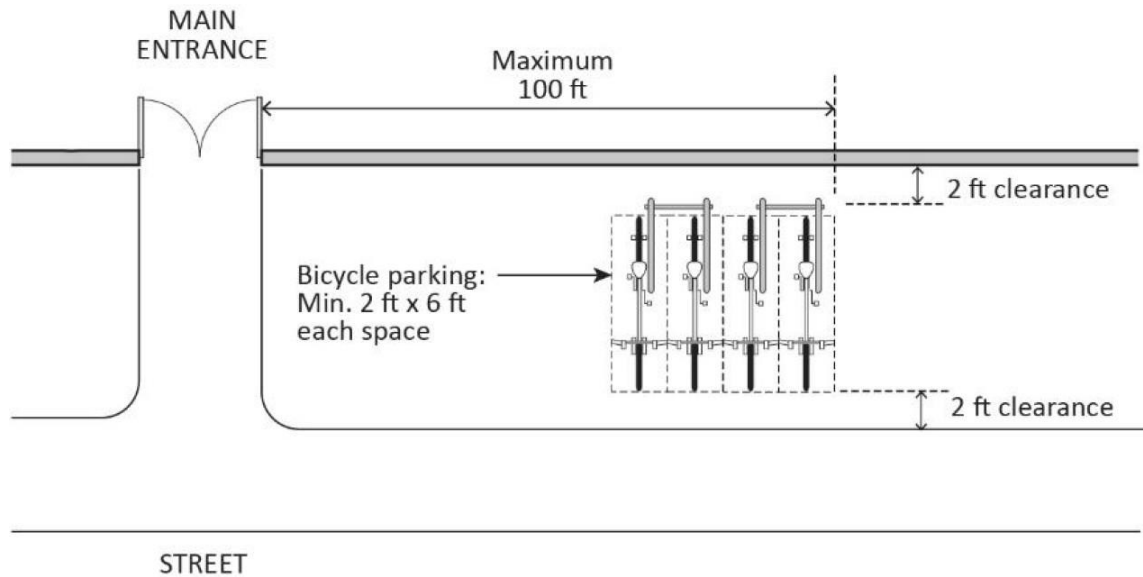 MAIN
ENTRANCE
Maximum
100 ft
2 ft clearance
Bicycle parking:
Min. 2 ft x 6 ft
each space
2 ft clearance
STREET